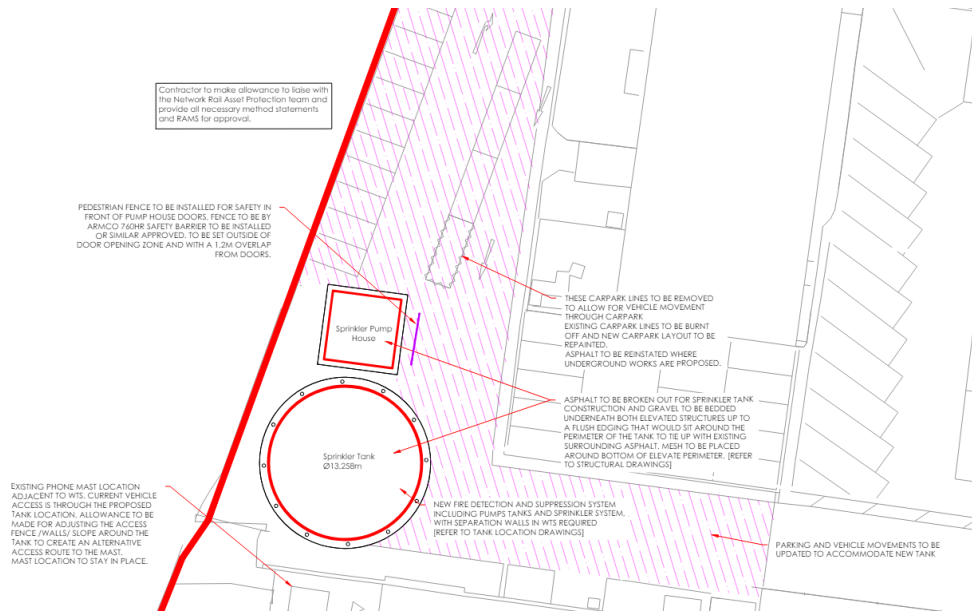 Contractor to make allowance to liaise with
the Network Rail Asset Protection team and
provide all necessary method statements
and RAMS for approval.
PEDESTRIAN FENCE TO BE INSTALLED FOR SAFETY IN
FRONT OF PUMP HOUSE DOORS. FENCE TO BE BY
ARMCO 760HR SAFETY BARRIER TO BE INSTALLED
OR SIMILAR APPROVED. TO BE SET OUTSIDE OF
DOOR OPENING ZONE AND WITH A 1.2M OVERLAP
FROM DOORS.
THESE CARPARK LINES TO BE REMOVED
TO ALLOW FOR VEHICLE MOVEMENT
THROUGH CARPARK
EXISTING CARPARK LINES TO BE BURNT
OFF AND NEW CARPARK LAYOUT TO BE
REPAINTED.
ASPHALT TO BE REINSTATED WHERE
UNDERGROUND WORKS ARE PROPOSED.
Sprinkler Pump
House
ASPHALT TO BE BROKEN OUT FOR SPRINKLER TANK
CONSTRUCTION AND GRAVEL TO BE BEDDED
UNDERNEATH BOTH ELEVATED STRUCTURES UP TO
A FLUSH EDGING THAT WOULD SIT AROUND THE
PERIMETER OF THE TANK TO TIE UP WITH EXISTING
SURROUNDING ASPHALT. MESH TO BE PLACED
AROUND BOTTOM OF ELEVATE PERIMETER. [REFER
TO STRUCTURAL DRAWINGS]
Sprinkler Tank
Ø13,258m
EXISTING PHONE MAST LOCATION
ADJACENT TO WTS. CURRENT VEHICLE
ACCESS IS THROUGH THE PROPOSED
TANK LOCATION. ALLOWANCE TO BE
MADE FOR ADJUSTING THE ACCESS
FENCE /WALLS/ SLOPE AROUND THE
TANK TO CREATE AN ALTERNATIVE
ACCESS ROUTE TO THE MAST.
MAST LOCATION TO STAY IN PLACE.
NEW FIRE DETECTION AND SUPPRESSION SYSTEM
INCLUDING PUMPS TANKS AND SPRINKLER SYSTEM,
WITH SEPARATION WALLS IN WTS REQUIRED
[REFER TO TANK LOCATION DRAWINGS]
PARKING AND VEHICLE MOVEMENTS TO BE
UPDATED TO ACCOMMODATE NEW TANK